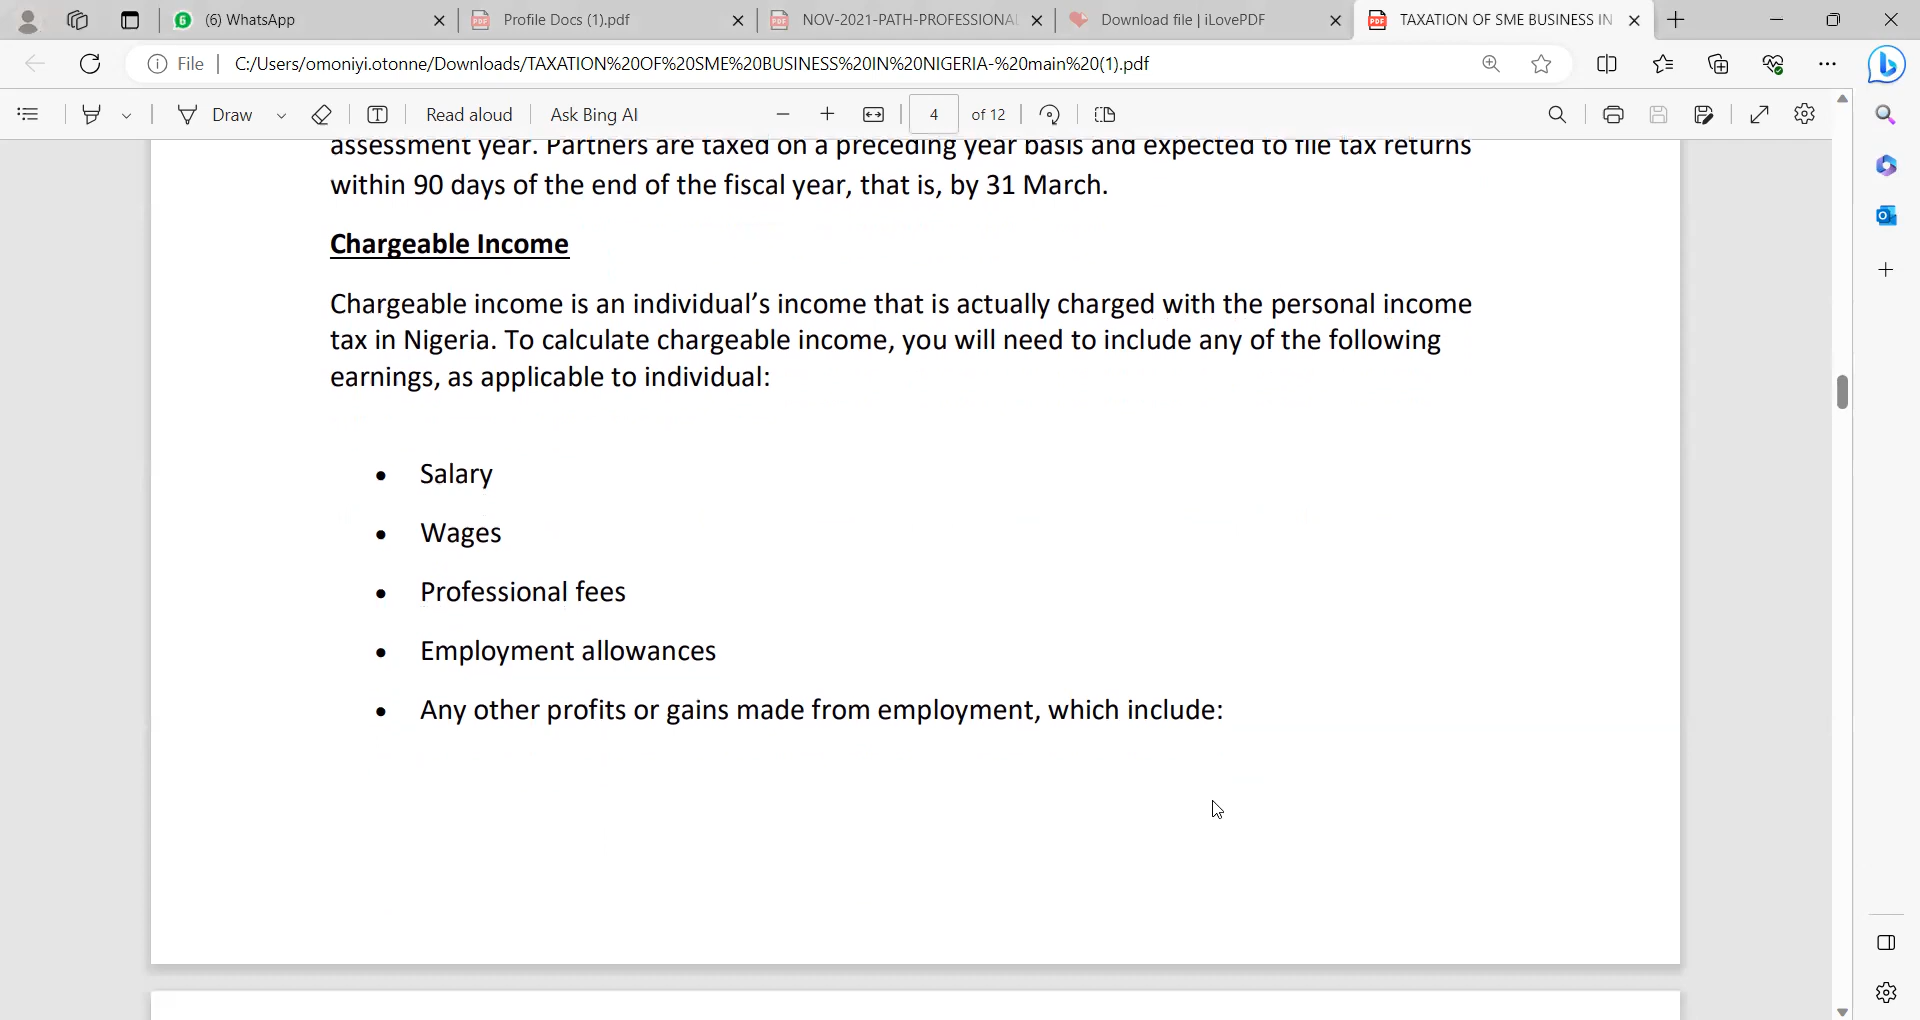 (6) WhatsApp
Profile Docs (1).pdf
NOV-2021-PATH-PROFESSIONAL
Download file | iLovePDF
TAXATION OF SME BUSINESS IN
File
C:/Users/omoniyi.otonne/Downloads/TAXATION%20OF%20SME%20BUSINESS%20IN%20NIGERIA-%20main%20(1).pdf
Draw
Read aloud
Ask Bing AI
4
of 12
assessment year. Partners are taxed on a preceding year basis and expected to file tax returns
within 90 days of the end of the fiscal year, that is, by 31 March.
Chargeable Income
Chargeable income is an individual’s income that is actually charged with the personal income
tax in Nigeria. To calculate chargeable income, you will need to include any of the following
earnings, as applicable to individual:
• Salary
• Wages
• Professional fees
• Employment allowances
• Any other profits or gains made from employment, which include: